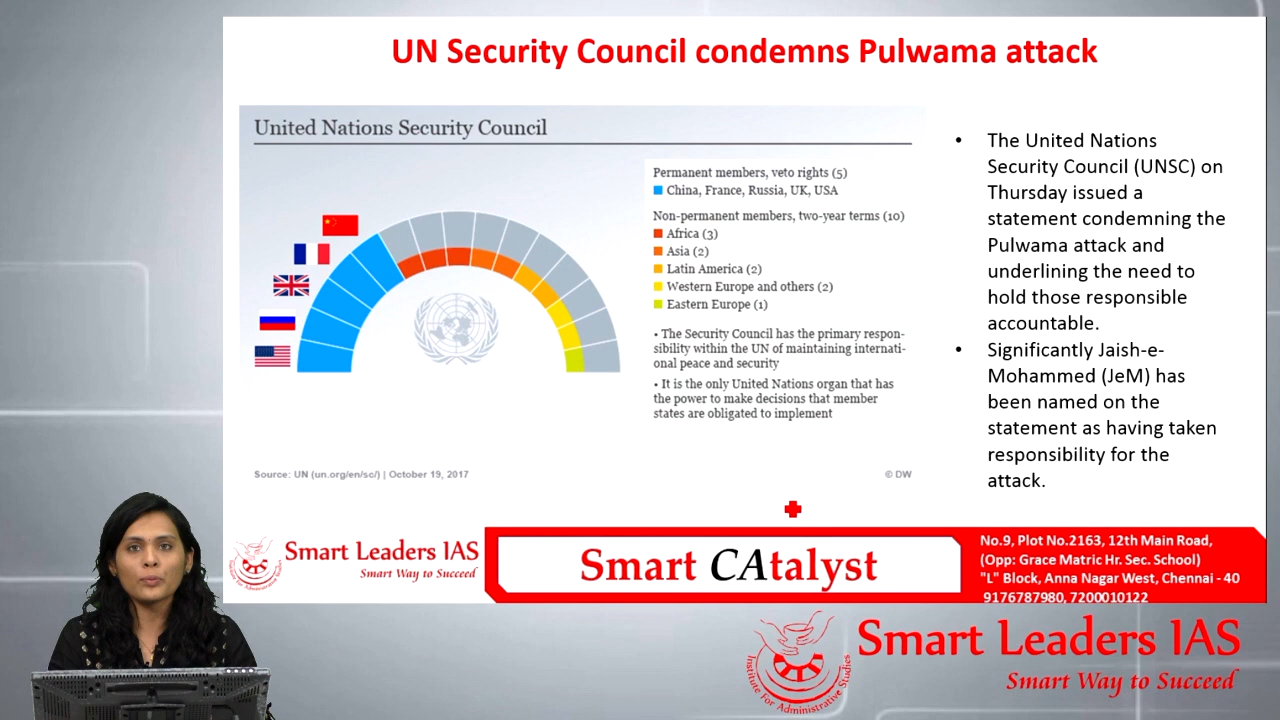 UN Security Council condemns Pulwama attack
United Nations Security Council
Permanent members, veto rights (5)
China, France, Russia, UK, USA
Non-permanent members, two-year terms (10)
Africa (3)
Asia (2)
Latin America (2)
Western Europe and others (2)
Eastern Europe (1)
• The Security Council has the primary respon-
sibility within the UN of maintaining internati-
onal peace and security
• It is the only United Nations organ that has
the power to make decisions that member
states are obligated to implement
Source: UN (un.org/en/sc/) | October 19, 2017
© DW
• The United Nations
Security Council (UNSC) on
Thursday issued a
statement condemning the
Pulwama attack and
underlining the need to
hold those responsible
accountable.
• Significantly Jaish-e-
Mohammed (JeM) has
been named on the
statement as having taken
responsibility for the
attack.
Smart Leaders IAS
Smart Way to Succeed
Smart CAtalyst
No.9, Plot No.2163, 12th Main Road,
(Opp: Grace Matric Hr. Sec. School)
"L" Block, Anna Nagar West, Chennai - 40
9176787980, 7200010122
Institute For Administrative Studies
Smart Leaders IAS
Smart Way to Succeed